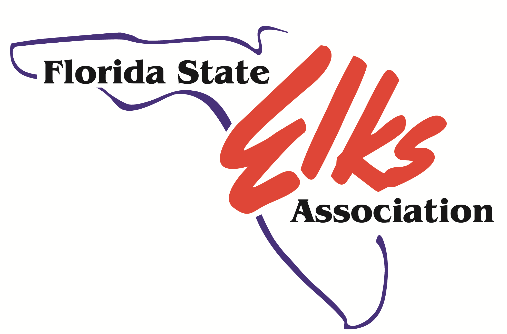 Florida State
Elks
Association